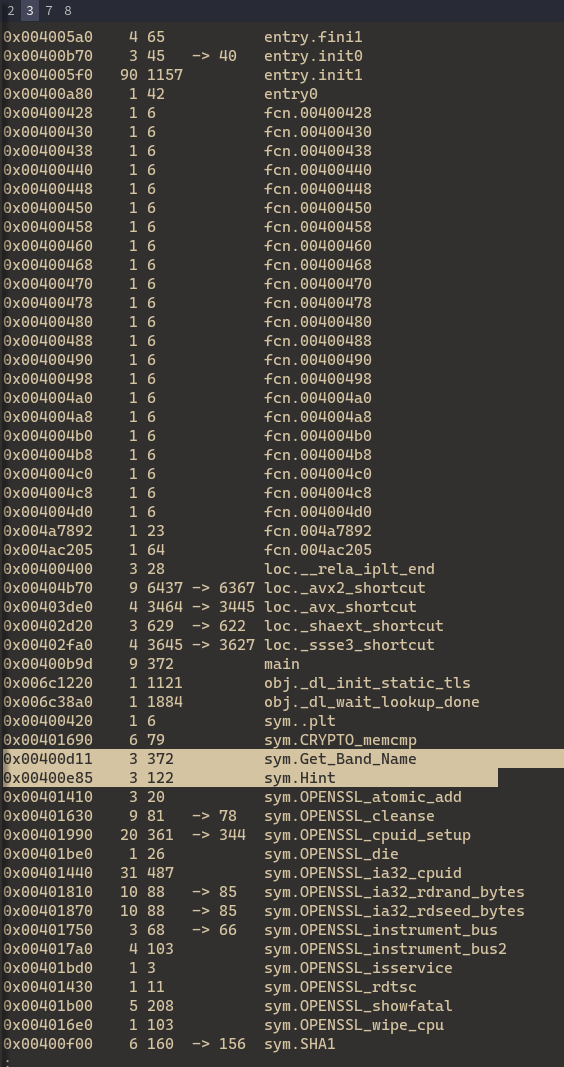 2 3 7 8
0x004005a0 4 65 entry.fini1
0x00400b70 3 45 -> 40 entry.init0
0x004005f0 90 1157 entry.init1
0x00400a80 1 42 entry0
0x00400428 1 6 fcn.00400428
0x00400430 1 6 fcn.00400430
0x00400438 1 6 fcn.00400438
0x00400440 1 6 fcn.00400440
0x00400448 1 6 fcn.00400448
0x00400450 1 6 fcn.00400450
0x00400458 1 6 fcn.00400458
0x00400460 1 6 fcn.00400460
0x00400468 1 6 fcn.00400468
0x00400470 1 6 fcn.00400470
0x00400478 1 6 fcn.00400478
0x00400480 1 6 fcn.00400480
0x00400488 1 6 fcn.00400488
0x00400490 1 6 fcn.00400490
0x00400498 1 6 fcn.00400498
0x004004a0 1 6 fcn.004004a0
0x004004a8 1 6 fcn.004004a8
0x004004b0 1 6 fcn.004004b0
0x004004b8 1 6 fcn.004004b8
0x004004c0 1 6 fcn.004004c0
0x004004c8 1 6 fcn.004004c8
0x004004d0 1 6 fcn.004004d0
0x004a7892 1 23 fcn.004a7892
0x004ac205 1 64 fcn.004ac205
0x00400400 3 28 loc.__rela_iplt_end
0x00404b70 9 6437 -> 6367 loc._avx2_shortcut
0x00403de0 4 3464 -> 3445 loc._avx_shortcut
0x00402d20 3 629 -> 622 loc._shaext_shortcut
0x00402fa0 4 3645 -> 3627 loc._ssse3_shortcut
0x00400b9d 9 372 main
0x006c1220 1 1121 obj._dl_init_static_tls
0x006c38a0 1 1884 obj._dl_wait_lookup_done
0x00400420 1 6 sym..plt
0x00401690 6 79 sym.CRYPTO_memcmp
0x00400d11 3 372 sym.Get_Band_Name
0x00400e85 3 122 sym.Hint
0x00401410 3 20 sym.OPENSSL_atomic_add
0x00401630 9 81 -> 78 sym.OPENSSL_cleanse
0x00401990 20 361 -> 344 sym.OPENSSL_cpuid_setup
0x00401be0 1 26 sym.OPENSSL_die
0x00401440 31 487 sym.OPENSSL_ia32_cpuid
0x00401810 10 88 -> 85 sym.OPENSSL_ia32_rdrand_bytes
0x00401870 10 88 -> 85 sym.OPENSSL_ia32_rdseed_bytes
0x00401750 3 68 -> 66 sym.OPENSSL_instrument_bus
0x004017a0 4 103 sym.OPENSSL_instrument_bus2
0x00401bd0 1 3 sym.OPENSSL_isservice
0x00401430 1 11 sym.OPENSSL_rdtsc
0x00401b00 5 208 sym.OPENSSL_showfatal
0x004016e0 1 103 sym.OPENSSL_wipe_cpu
0x00400f00 6 160 -> 156 sym.SHA1
: